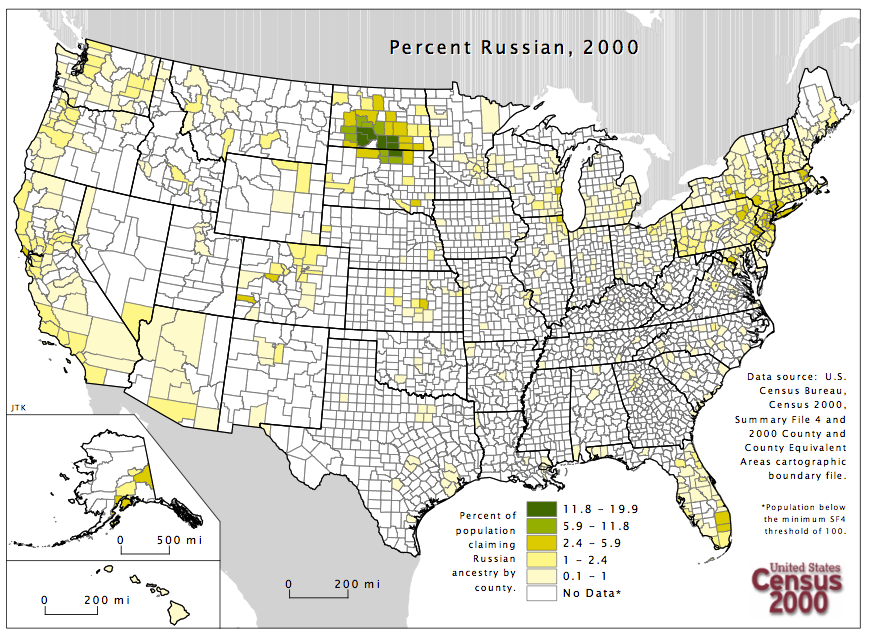 Percent Russian, 2000
Data source: U.S.
Census Bureau,
Census 2000,
Summary File 4 and
2000 County and
County Equivalent
Areas cartographic
boundary file.
JTK
*Population below
the minimum SF4
threshold of 100.
Percent of
population
claiming
Russian
ancestry by
county.
11.8 - 19.9
5.9 - 11.8
2.4 - 5.9
1 - 2.4
0.1 - 1
No Data*
0 500 mi
0 200 mi
0 200 mi
United States
Census
2000